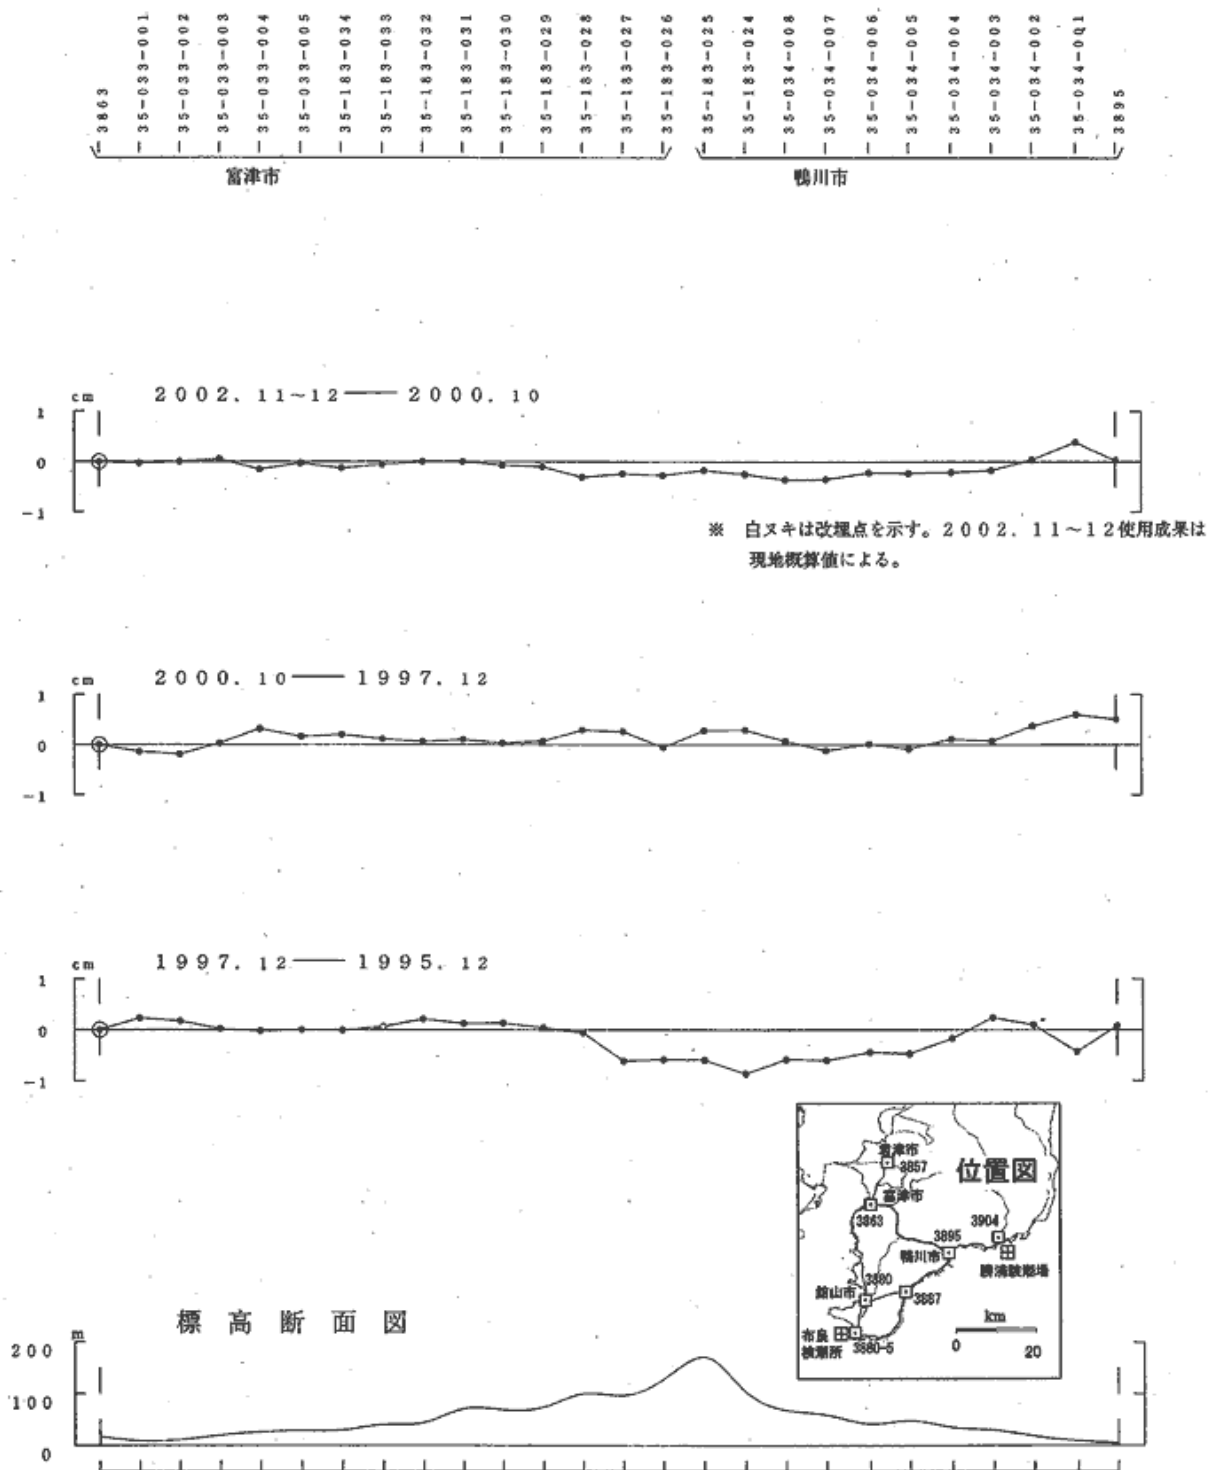 3863
35-033-001
35-033-002
35-033-003
35-033-004
35-033-005
35-183-034
35-183-033
35-183-032
35-183-031
35-183-030
35-183-029
35-183-028
35-183-027
35-183-026
35-183-025
35-183-024
35-034-008
35-034-007
35-034-006
35-034-005
35-034-004
35-034-003
35-034-002
35-034-001
3895
富津市
鴨川市
cm
2002. 11~12 —— 2000. 10
1
0
-1
※ 白ヌキは改埋点を示す。2002. 11~12使用成果は
現地概算値による。
cm
2000. 10 —— 1997. 12
1
0
-1
cm
1997. 12 —— 1995. 12
1
0
-1
位置図
君津市
3857
富津市
3863
3904
3895
鴨川市
勝浦験潮場
3880
館山市
3887
布良
検潮所
3880-5
km
0
20
標高断面図
m
200
100
0